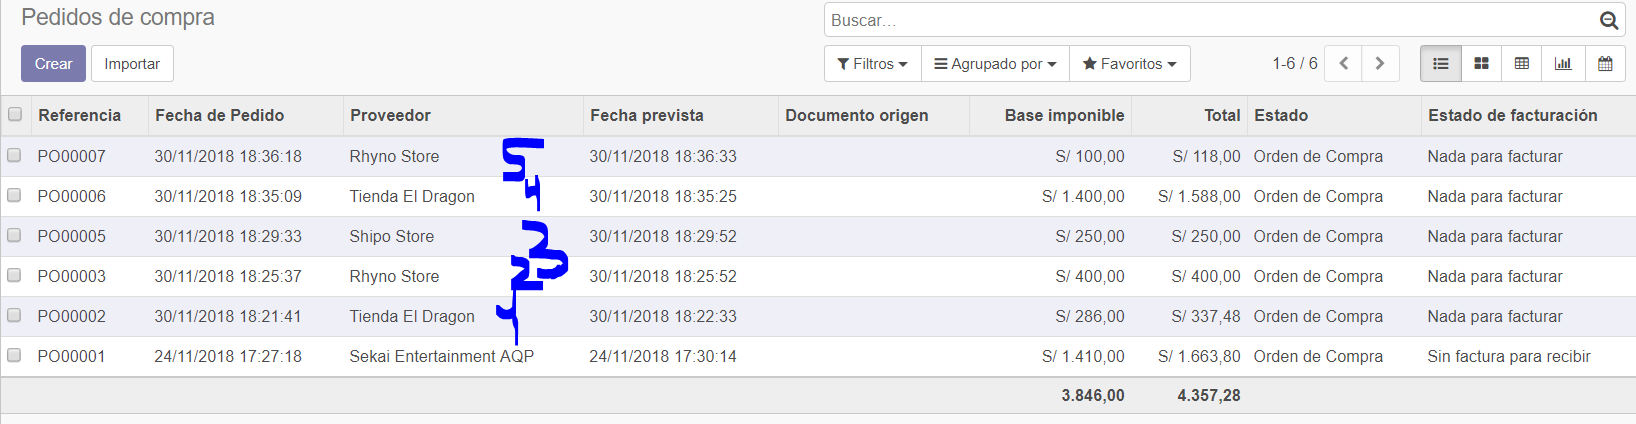 Pedidos de compra
Buscar...
Crear Importar Filtros Agrupado por Favoritos 1-6 / 6
Referencia Fecha de Pedido Proveedor Fecha prevista Documento origen Base imponible Total Estado Estado de facturación
PO00007 30/11/2018 18:36:18 Rhyno Store 5 30/11/2018 18:36:33 S/ 100,00 S/ 118,00 Orden de Compra Nada para facturar
PO00006 30/11/2018 18:35:09 Tienda El Dragon 4 30/11/2018 18:35:25 S/ 1.400,00 S/ 1.588,00 Orden de Compra Nada para facturar
PO00005 30/11/2018 18:29:33 Shipo Store 3 30/11/2018 18:29:52 S/ 250,00 S/ 250,00 Orden de Compra Nada para facturar
PO00003 30/11/2018 18:25:37 Rhyno Store 2 30/11/2018 18:25:52 S/ 400,00 S/ 400,00 Orden de Compra Nada para facturar
PO00002 30/11/2018 18:21:41 Tienda El Dragon 1 30/11/2018 18:22:33 S/ 286,00 S/ 337,48 Orden de Compra Nada para facturar
PO00001 24/11/2018 17:27:18 Sekai Entertainment AQP 24/11/2018 17:30:14 S/ 1.410,00 S/ 1.663,80 Orden de Compra Sin factura para recibir
3.846,00 4.357,28